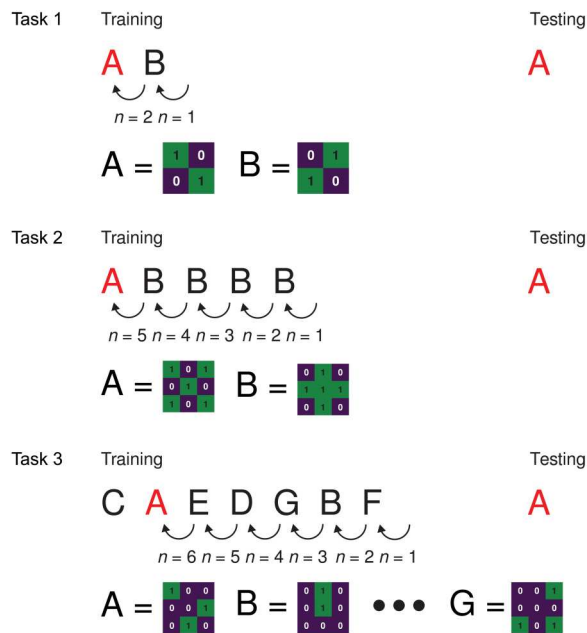 Task 1 Training Testing
A B A
n = 2 n = 1
A = B =
1 0 0 1
0 1 1 0
Task 2 Training Testing
A B B B B A
n = 5 n = 4 n = 3 n = 2 n = 1
A = B =
1 0 1 0 1 0
0 1 0 1 1 1
1 0 1 0 1 0
Task 3 Training Testing
C A E D G B F A
n = 6 n = 5 n = 4 n = 3 n = 2 n = 1
A = B = ••• G =
1 0 0 0 1 0 0 0 1
0 0 1 0 1 0 0 0 0
0 1 0 0 0 0 1 0 1